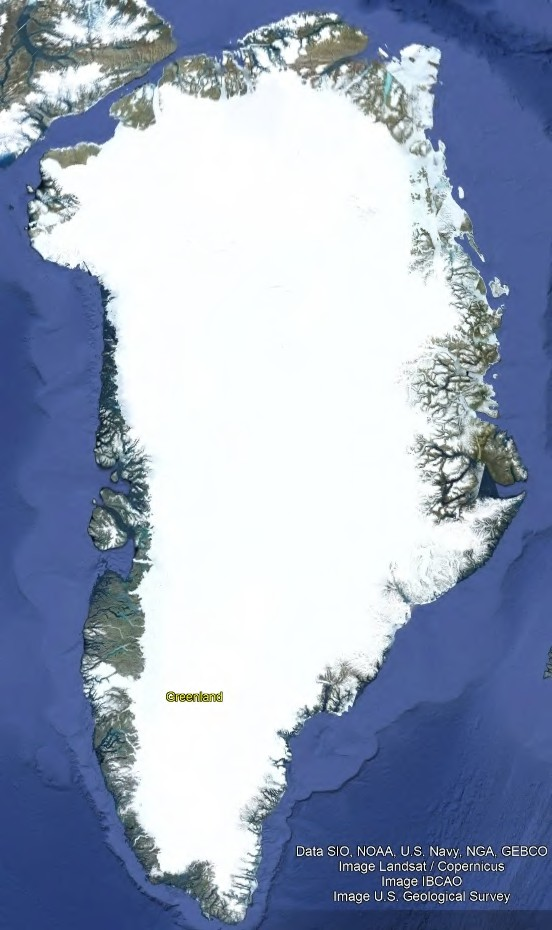 Greenland
Data SIO, NOAA, U.S. Navy, NGA, GEBCO
Image Landsat / Copernicus
Image IBCAO
Image U.S. Geological Survey